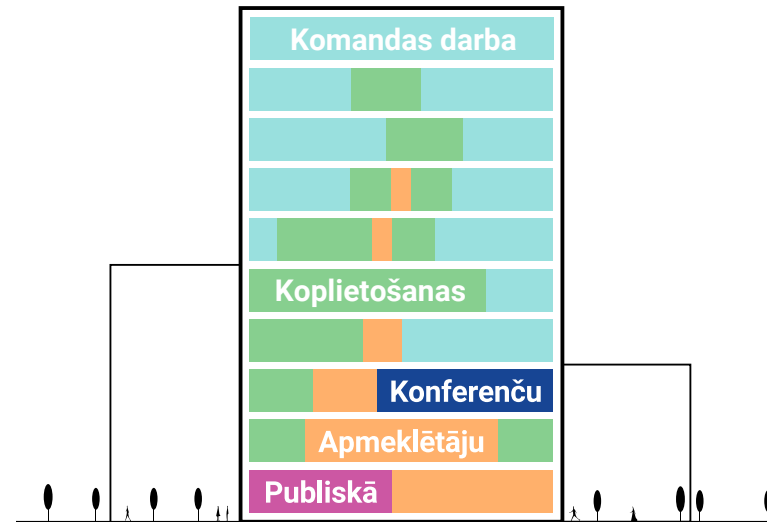 Komandas darba
Koplietošanas
Konferenču
Apmeklētāju
Publiskā